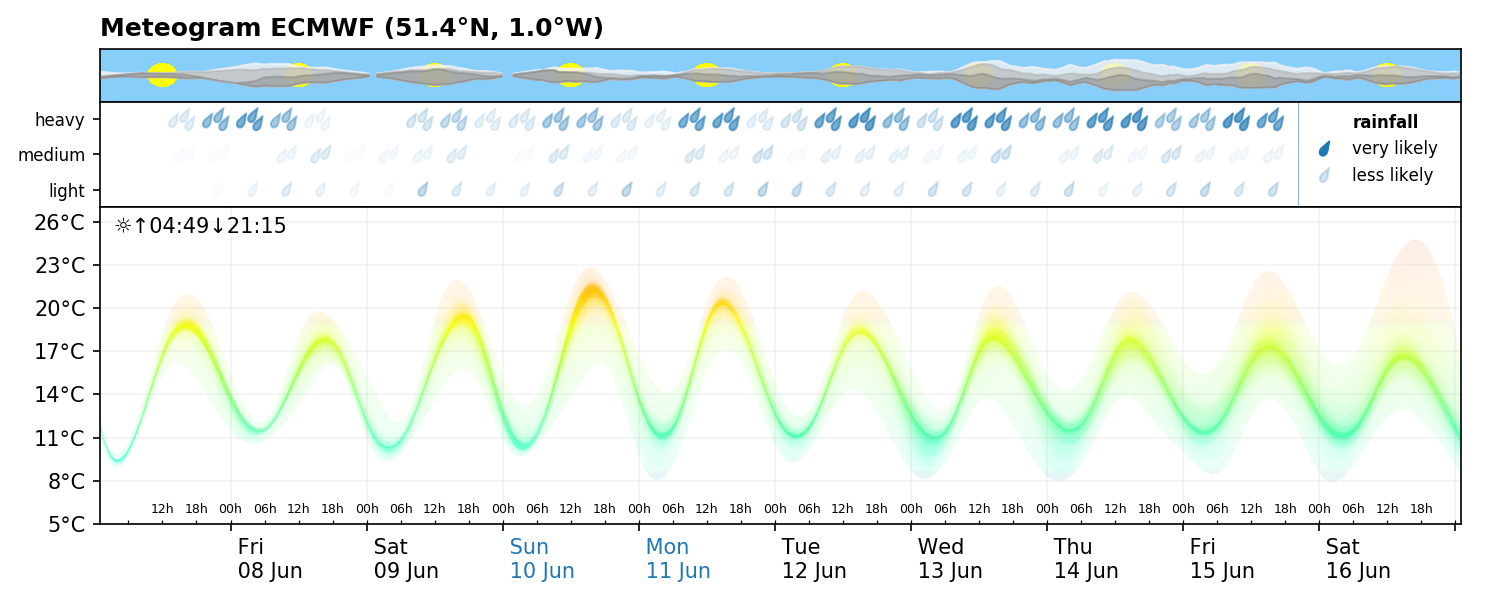 Meteogram ECMWF (51.4°N, 1.0°W)
heavy
medium
light
rainfall
very likely
less likely
☼↑04:49↓21:15
26°C
23°C
20°C
17°C
14°C
11°C
8°C
5°C
12h 18h 00h 06h 12h 18h 00h 06h 12h 18h 00h 06h 12h 18h 00h 06h 12h 18h 00h 06h 12h 18h 00h 06h 12h 18h 00h 06h 12h 18h 00h 06h 12h 18h 00h 06h 12h 18h
Fri Sat Sun Mon Tue Wed Thu Fri Sat
08 Jun 09 Jun 10 Jun 11 Jun 12 Jun 13 Jun 14 Jun 15 Jun 16 Jun